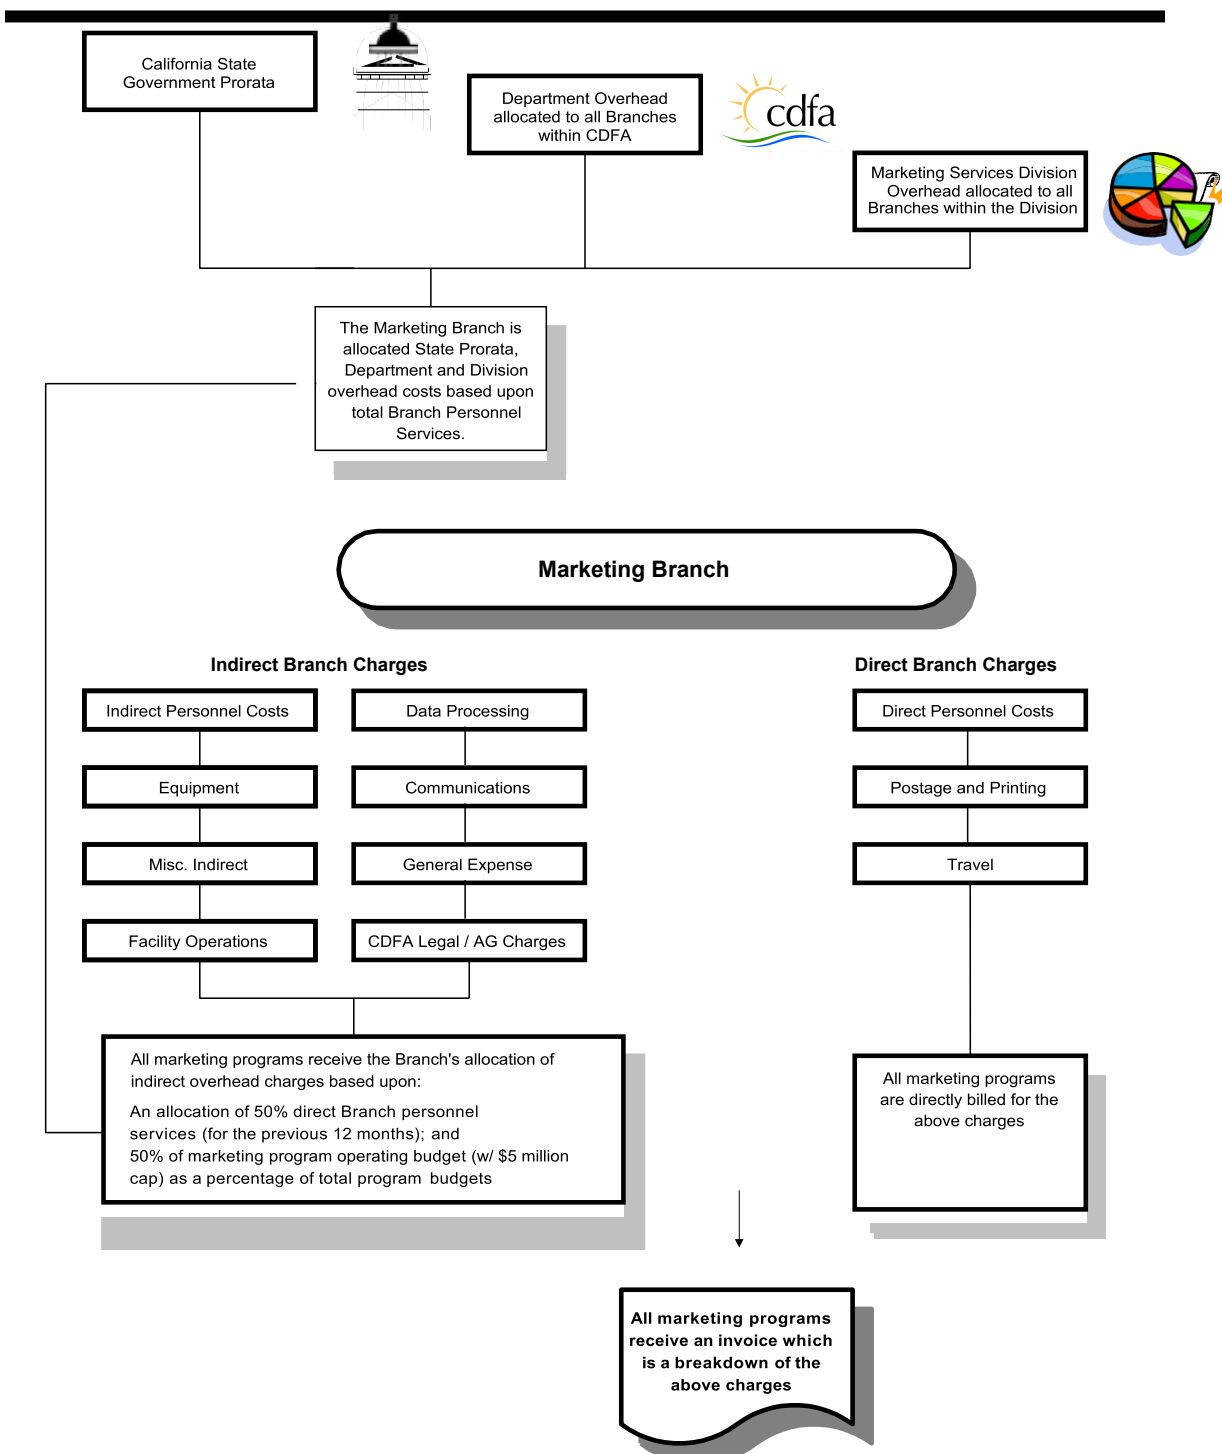 California State
Government Prorata
Department Overhead
allocated to all Branches
within CDFA
cdfa
Marketing Services Division
Overhead allocated to all
Branches within the Division
The Marketing Branch is
allocated State Prorata,
Department and Division
overhead costs based upon
total Branch Personnel
Services.
Marketing Branch
Indirect Branch Charges
Direct Branch Charges
Indirect Personnel Costs
Data Processing
Direct Personnel Costs
Equipment
Communications
Postage and Printing
Misc. Indirect
General Expense
Travel
Facility Operations
CDFA Legal / AG Charges
All marketing programs receive the Branch's allocation of
indirect overhead charges based upon:
An allocation of 50% direct Branch personnel
services (for the previous 12 months); and
50% of marketing program operating budget (w/ $5 million
cap) as a percentage of total program budgets
All marketing programs
are directly billed for the
above charges
All marketing programs
receive an invoice which
is a breakdown of the
above charges